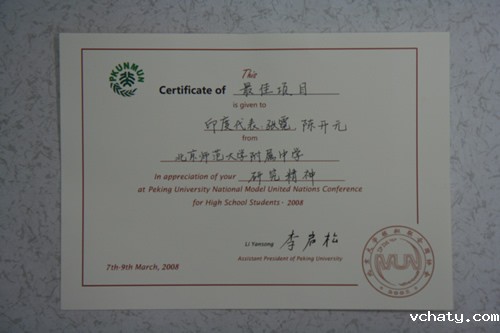 PKUNMUN
This
Certificate of 最佳项目
is given to
印度代表:张霓、陈开元
from
北京师范大学附属中学
In appreciation of your 研究精神
at Peking University National Model United Nations Conference
for High School Students - 2008
Li Yansong 李岩松
Assistant President of Peking University
7th-9th March, 2008
vchaty.com